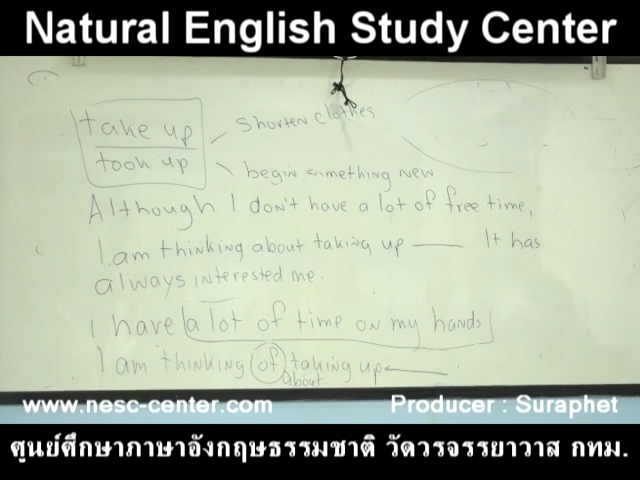 Natural English Study Center
take up
shorten clothes
took up
begin something new
Although I don't have a lot of free time,
I am thinking about taking up ——— It has
always interested me.
I have a lot of time on my hands
I am thinking of taking up ———
about
www.nesc-center.com Producer : Suraphet
ศูนย์ศึกษาภาษาอังกฤษธรรมชาติ วัดวรจรรยาวาส กทม.